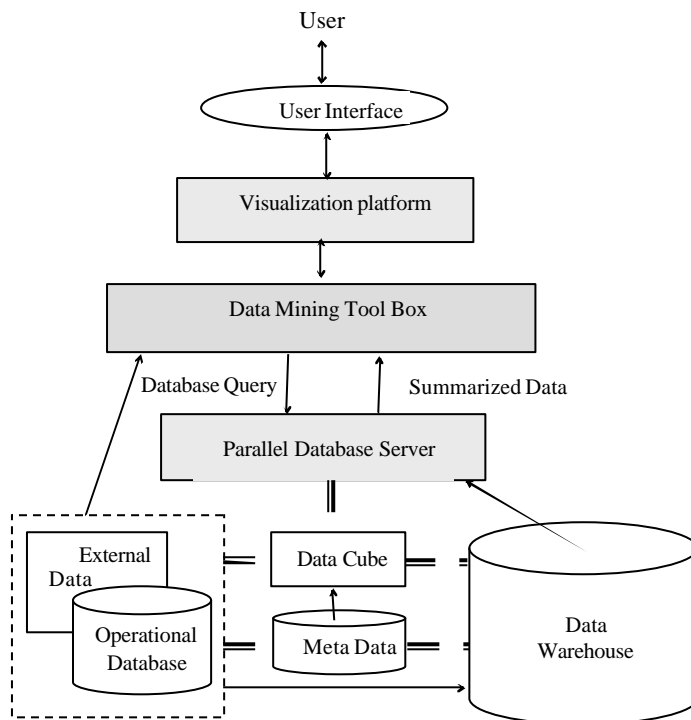 User
User Interface
Visualization platform
Data Mining Tool Box
Database Query
Summarized Data
Parallel Database Server
External
Data
Operational
Database
Data Cube
Meta Data
Data
Warehouse